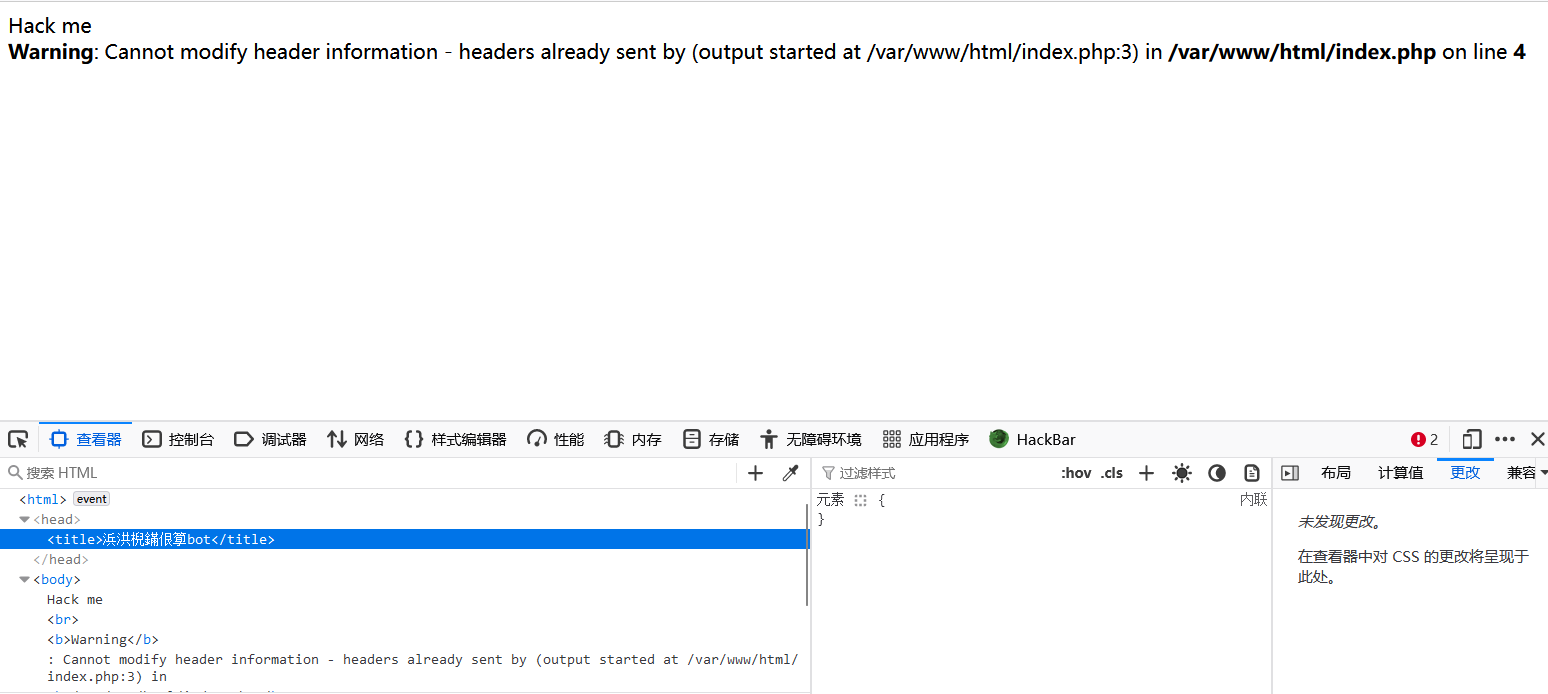 Hack me
Warning: Cannot modify header information - headers already sent by (output started at /var/www/html/index.php:3) in /var/www/html/index.php on line 4
查看器 控制台 调试器 网络 样式编辑器 性能 内存 存储 无障碍环境 应用程序 HackBar 2
搜索 HTML
过滤样式 :hov .cls
布局 计算值 更改 兼容
<html> event
<head>
<title>浜洪棿鏋佷箰bot</title>
</head>
<body>
Hack me
<br>
<b>Warning</b>
: Cannot modify header information - headers already sent by (output started at /var/www/html/
index.php:3) in
元素 { 内联
}
未发现更改。
在查看器中对 CSS 的更改将呈现于
此处。